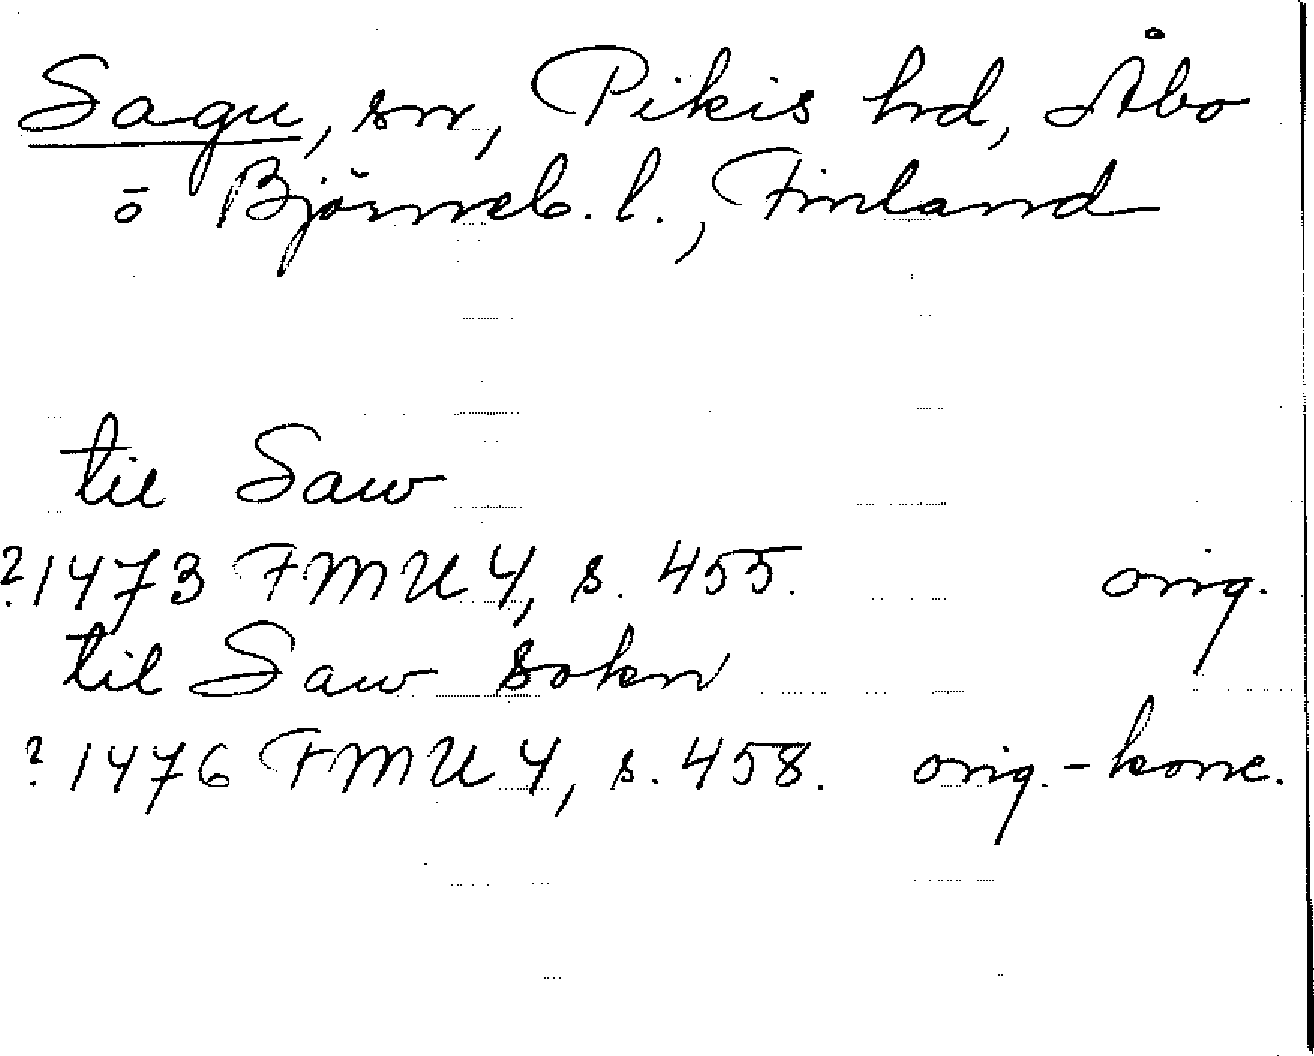 Sagu, sn, Pikis hd, Åbo
o Björneb. l., Finland
til Saw
?1473 FMU 4, s. 455. orig.
til Saw sokn
?1476 FMU 4, s. 458. orig.-konc.